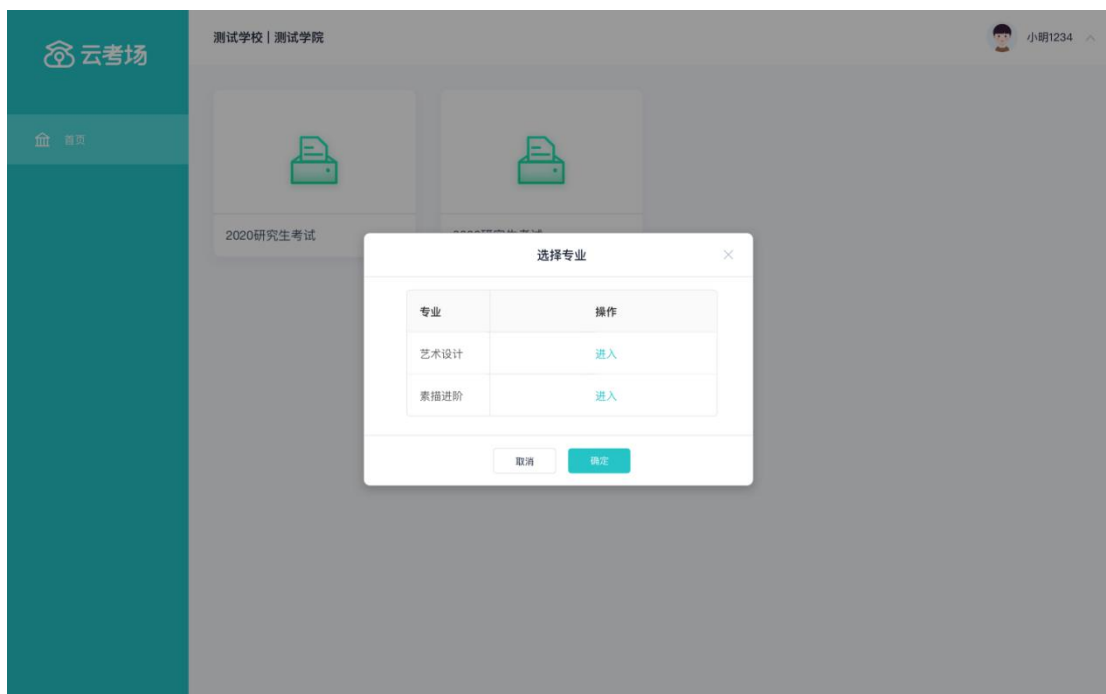 云考场
测试学校 | 测试学院
小明1234
首页
2020研究生考试
选择专业
专业 操作
艺术设计 进入
素描进阶 进入
取消 确定